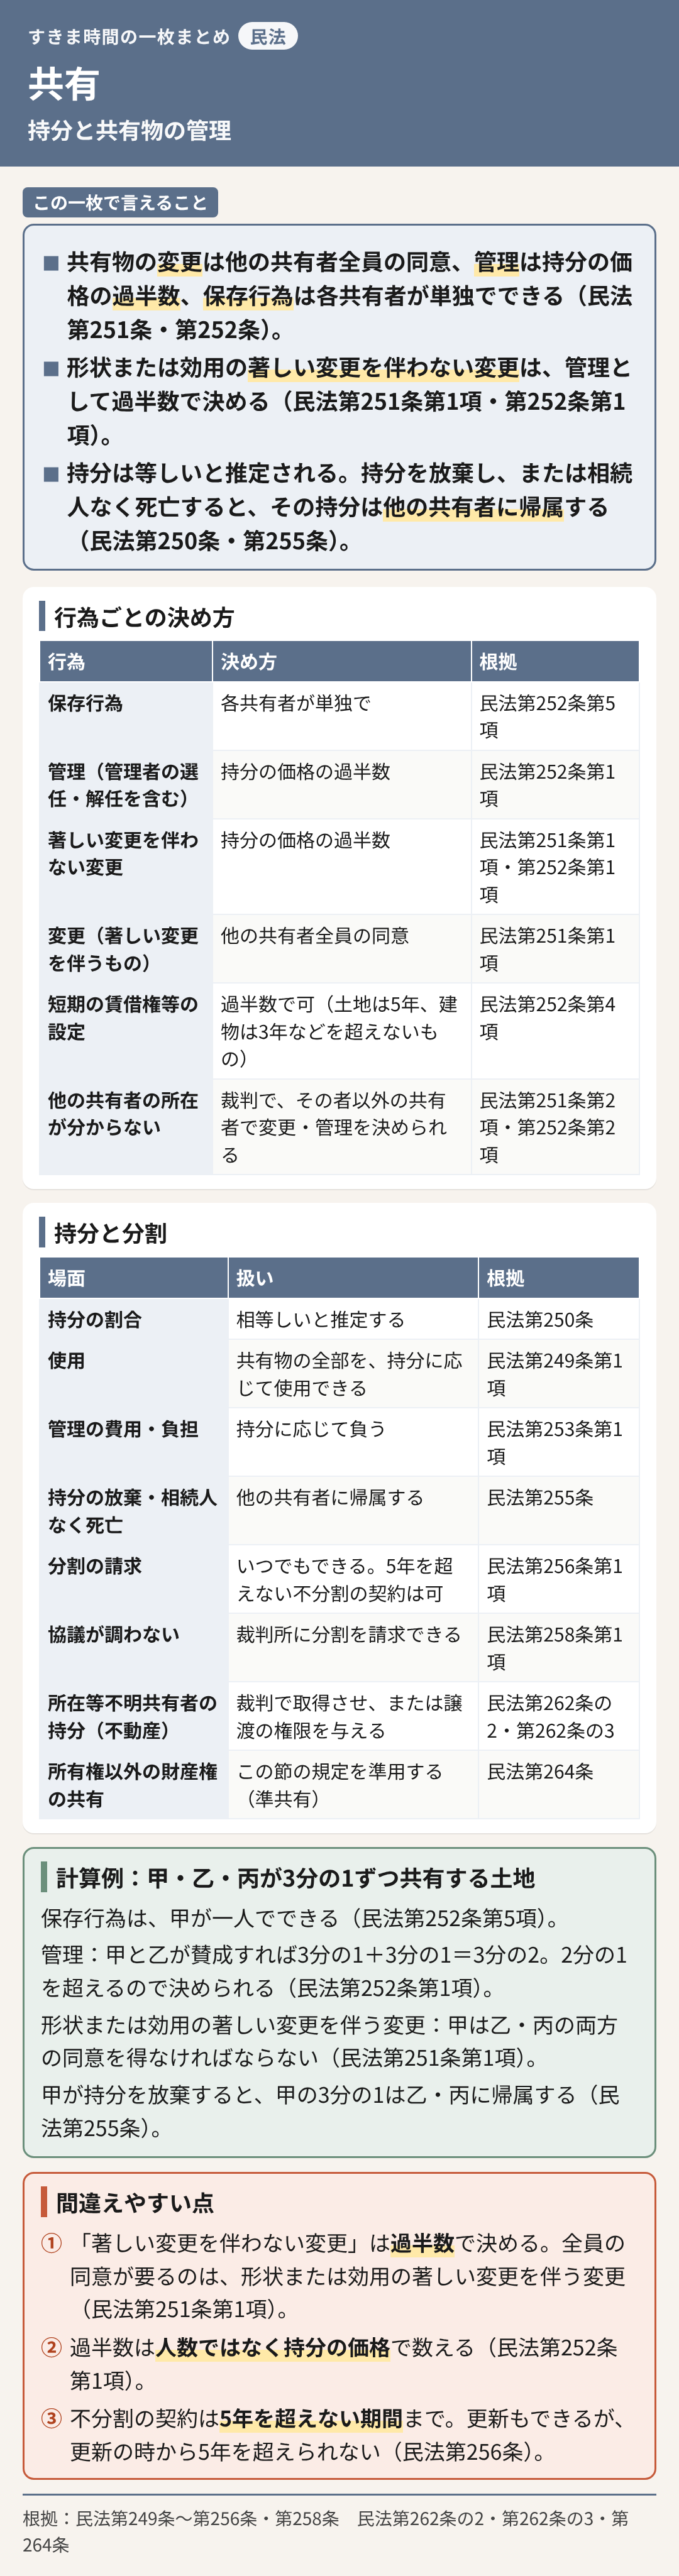 すきま時間の一枚まとめ 民法
共有
持分と共有物の管理
この一枚で言えること
■ 共有物の変更は他の共有者全員の同意、管理は持分の価
格の過半数、保存行為は各共有者が単独でできる（民法
第251条・第252条）。
■ 形状または効用の著しい変更を伴わない変更は、管理と
して過半数で決める（民法第251条第1項・第252条第1
項）。
■ 持分は等しいと推定される。持分を放棄し、または相続
人なく死亡すると、その持分は他の共有者に帰属する
（民法第250条・第255条）。
行為ごとの決め方
行為 決め方 根拠
保存行為 各共有者が単独で 民法第252条第5
項
管理（管理者の選 持分の価格の過半数 民法第252条第1
任・解任を含む） 項
著しい変更を伴わ 持分の価格の過半数 民法第251条第1
ない変更 項・第252条第1
項
変更（著しい変更 他の共有者全員の同意 民法第251条第1
を伴うもの） 項
短期の賃借権等の 過半数で可（土地は5年、建 民法第252条第4
設定 物は3年などを超えないも 項
の）
他の共有者の所在 裁判で、その者以外の共有 民法第251条第2
が分からない 者で変更・管理を決められ 項・第252条第2
る 項
持分と分割
場面 扱い 根拠
持分の割合 相等しいと推定する 民法第250条
使用 共有物の全部を、持分に応 民法第249条第1
じて使用できる 項
管理の費用・負担 持分に応じて負う 民法第253条第1
項
持分の放棄・相続人 他の共有者に帰属する 民法第255条
なく死亡
分割の請求 いつでもできる。5年を超 民法第256条第1
えない不分割の契約は可 項
協議が調わない 裁判所に分割を請求できる 民法第258条第1
項
所在等不明共有者の 裁判で取得させ、または譲 民法第262条の
持分（不動産） 渡の権限を与える 2・第262条の3
所有権以外の財産権 この節の規定を準用する 民法第264条
の共有 （準共有）
計算例：甲・乙・丙が3分の1ずつ共有する土地
保存行為は、甲が一人でできる（民法第252条第5項）。
管理：甲と乙が賛成すれば3分の1＋3分の1＝3分の2。2分の1
を超えるので決められる（民法第252条第1項）。
形状または効用の著しい変更を伴う変更：甲は乙・丙の両方
の同意を得なければならない（民法第251条第1項）。
甲が持分を放棄すると、甲の3分の1は乙・丙に帰属する（民
法第255条）。
間違えやすい点
① 「著しい変更を伴わない変更」は過半数で決める。全員の
同意が要るのは、形状または効用の著しい変更を伴う変更
（民法第251条第1項）。
② 過半数は人数ではなく持分の価格で数える（民法第252条
第1項）。
③ 不分割の契約は5年を超えない期間まで。更新もできるが、
更新の時から5年を超えられない（民法第256条）。
根拠：民法第249条〜第256条・第258条 民法第262条の2・第262条の3・第
264条